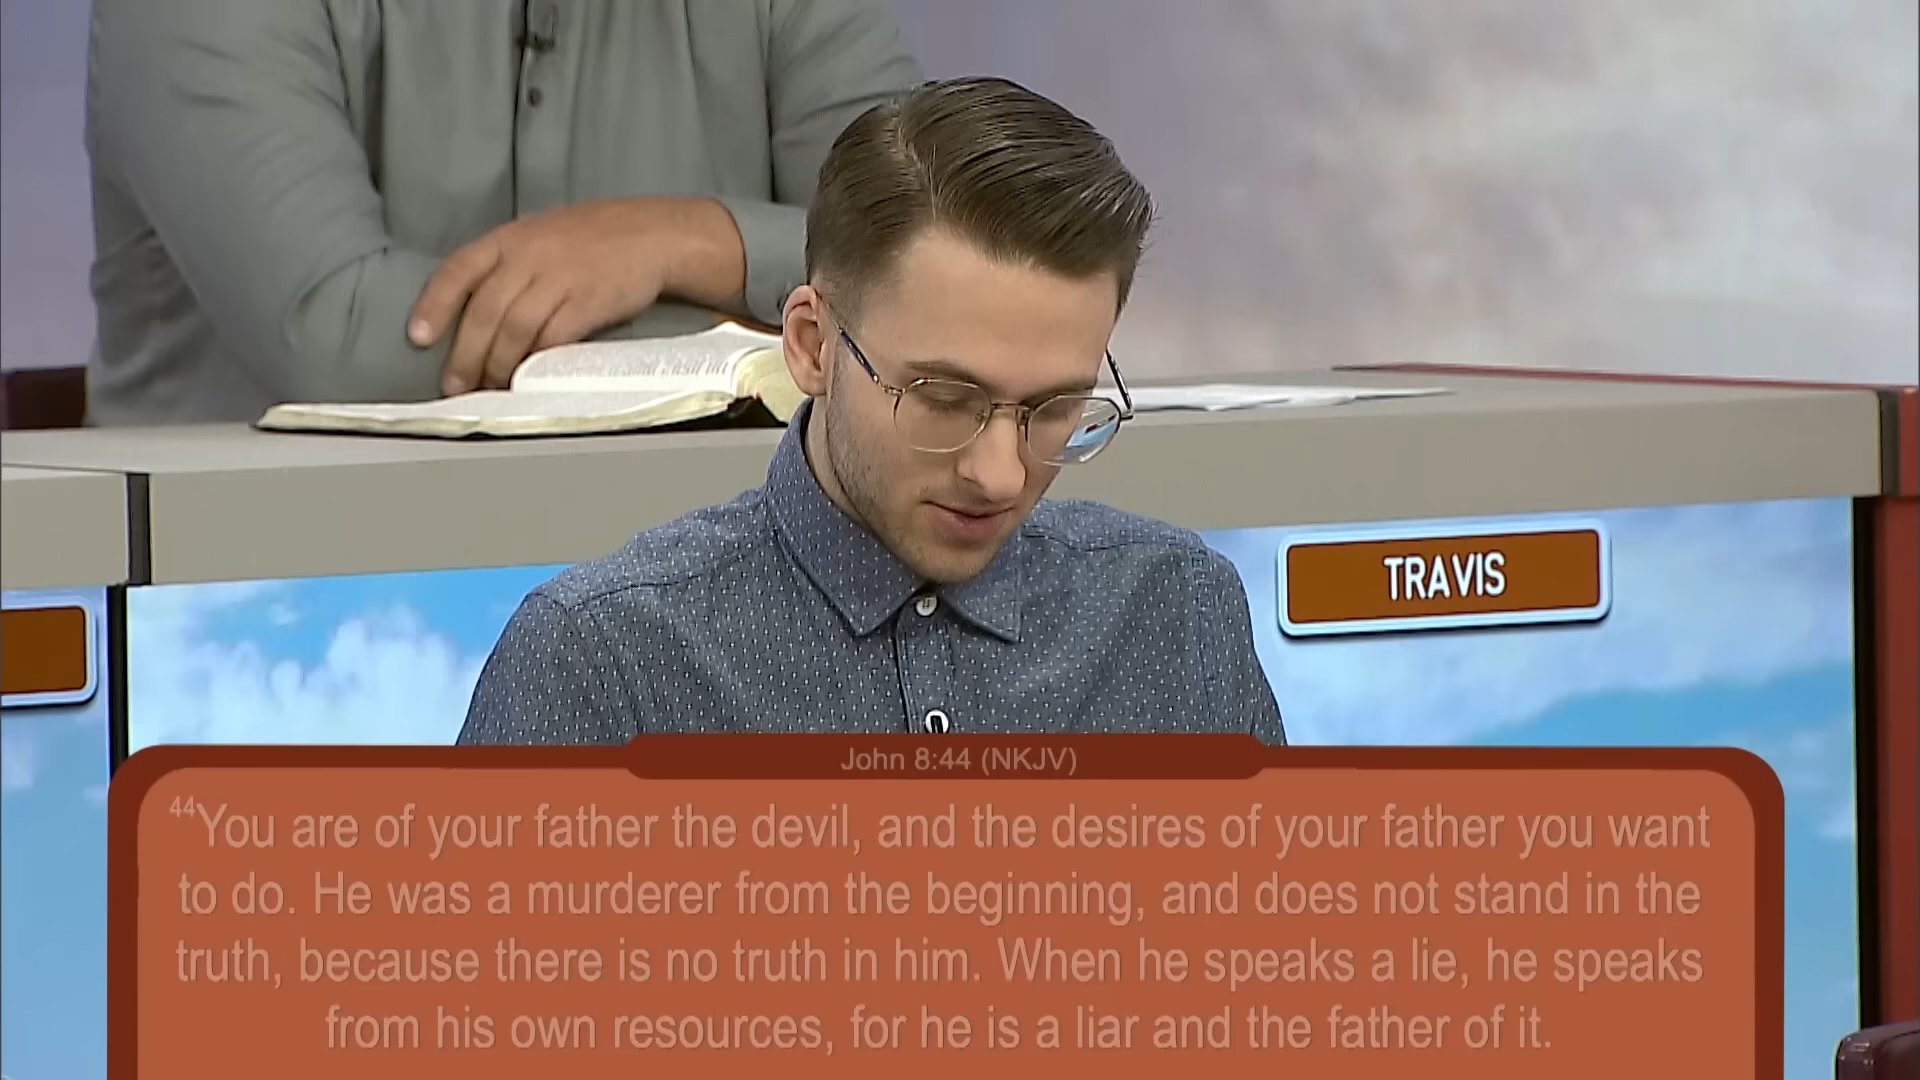 TRAVIS
John 8:44 (NKJV)
44You are of your father the devil, and the desires of your father you want
to do. He was a murderer from the beginning, and does not stand in the
truth, because there is no truth in him. When he speaks a lie, he speaks
from his own resources, for he is a liar and the father of it.